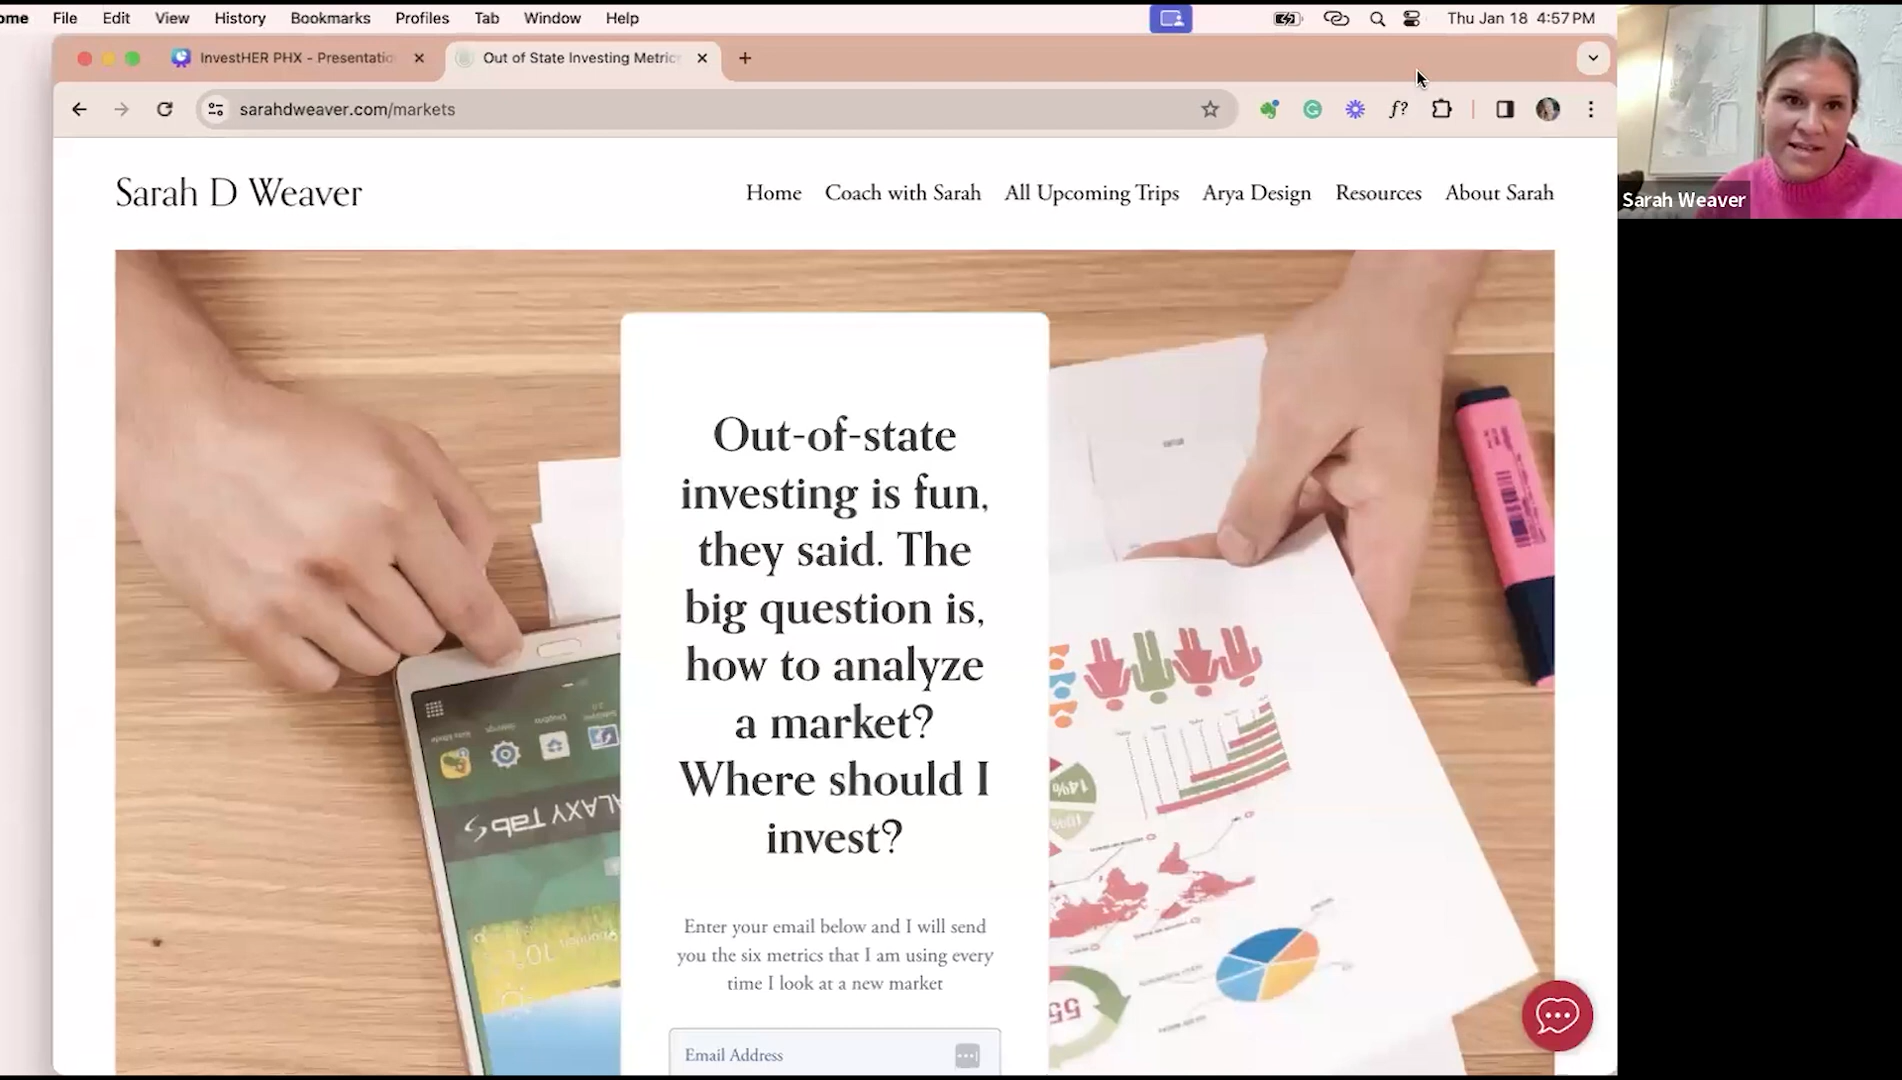 ome File Edit View History Bookmarks Profiles Tab Window Help Thu Jan 18 4:57 PM
InvestHER PHX - Presentatio Out of State Investing Metric
sarahdweaver.com/markets
f?
Sarah D Weaver
Home Coach with Sarah All Upcoming Trips Arya Design Resources About Sarah
Sarah Weaver
Out-of-state
investing is fun,
they said. The
big question is,
how to analyze
a market?
Where should I
invest?
Enter your email below and I will send
you the six metrics that I am using every
time I look at a new market
Email Address
GALAXY Tab S
14%
55